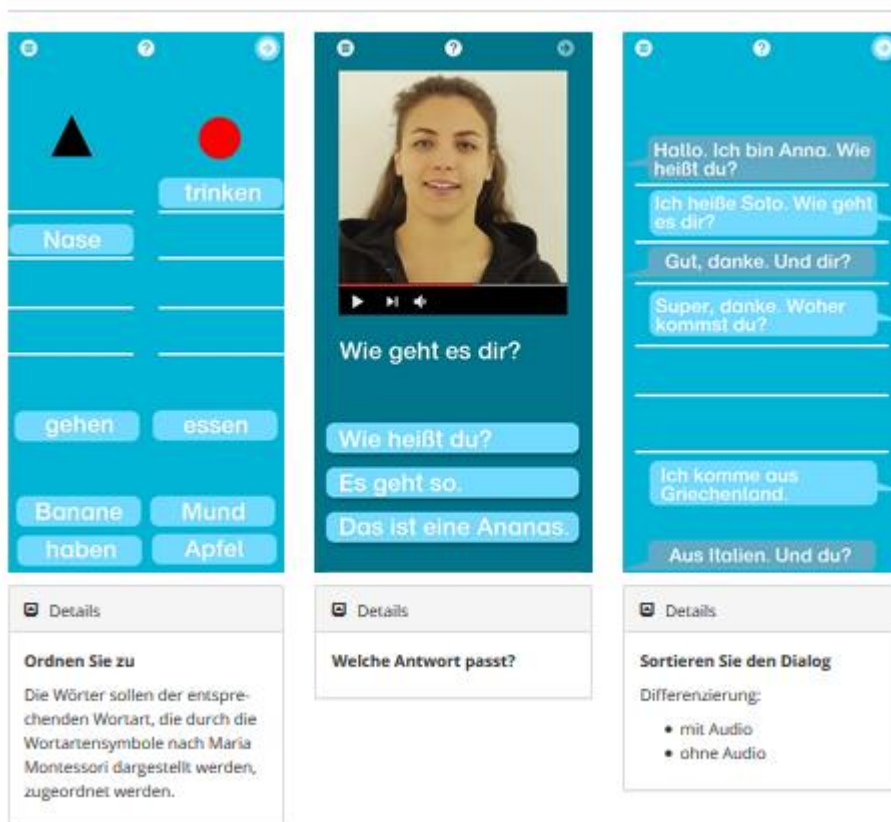 ?
trinken
Nase
gehen
essen
Banane
Mund
haben
Apfel
?
Wie geht es dir?
Wie heißt du?
Es geht so.
Das ist eine Ananas.
?
Hallo. Ich bin Anna. Wie
heißt du?
Ich heiße Soto. Wie geht
es dir?
Gut, danke. Und dir?
Super, danke. Woher
kommst du?
Ich komme aus
Griechenland.
Aus Italien. Und du?
Details
Ordnen Sie zu
Die Wörter sollen der entspre-
chenden Wortart, die durch die
Wortartensymbole nach Maria
Montessori dargestellt werden,
zugeordnet werden.
Details
Welche Antwort passt?
Details
Sortieren Sie den Dialog
Differenzierung:
mit Audio
ohne Audio